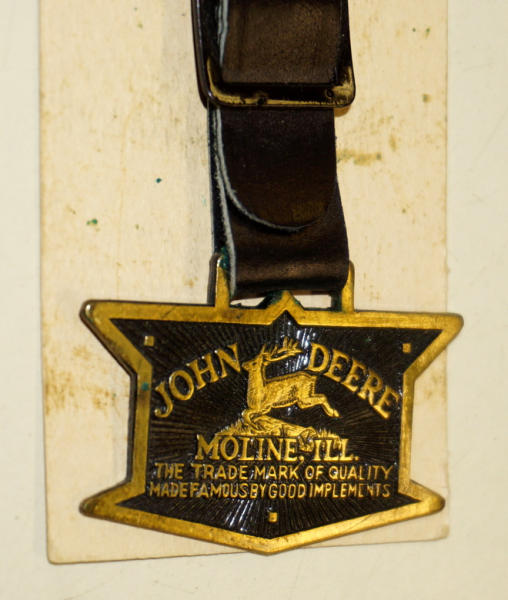 JOHN DEERE
MOLINE, ILL.
THE TRADE MARK OF QUALITY
MADE FAMOUS BY GOOD IMPLEMENTS